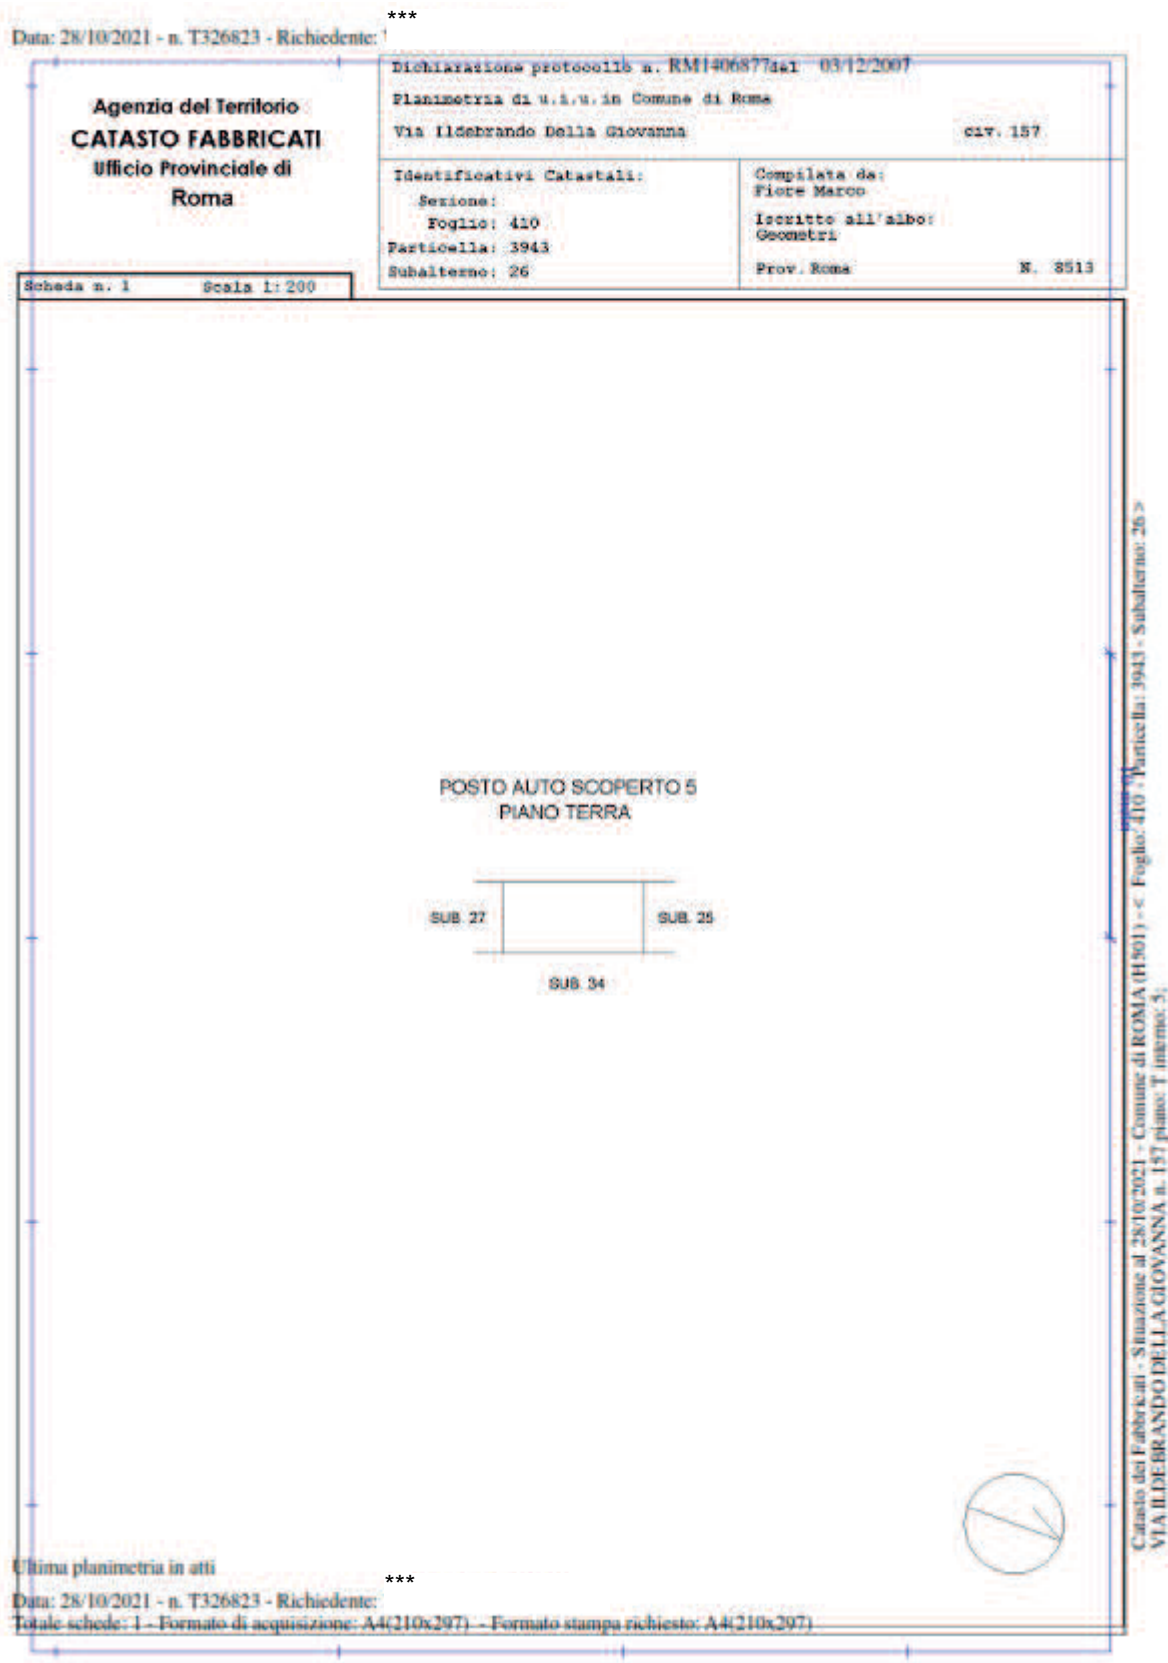 ***
Data: 28/10/2021 - n. T326823 - Richiedente:
Agenzia del Territorio
CATASTO FABBRICATI
Ufficio Provinciale di
Roma
Dichiarazione protocollo n. RM1406877del 03/12/2007
Planimetria di u.i.u. in Comune di Roma
Via Ildebrando Della Giovanna civ. 157
Identificativi Catastali:
Sezione:
Foglio: 410
Particella: 3943
Subalterno: 26
Compilata da:
Fiore Marco
Iscritto all'albo:
Geometri
Prov. Roma N. 8513
Scheda n. 1 Scala 1:200
POSTO AUTO SCOPERTO 5
PIANO TERRA
SUB. 27
SUB. 25
SUB. 34
Catasto dei Fabbricati - Situazione al 28/10/2021 - Comune di ROMA (H501) - < Foglio: 410 - Particella: 3943 - Subalterno: 26 >
VIA ILDEBRANDO DELLA GIOVANNA n. 157 piano: T interno: 5;
Ultima planimetria in atti
***
Data: 28/10/2021 - n. T326823 - Richiedente:
Totale schede: 1 - Formato di acquisizione: A4(210x297) - Formato stampa richiesto: A4(210x297)